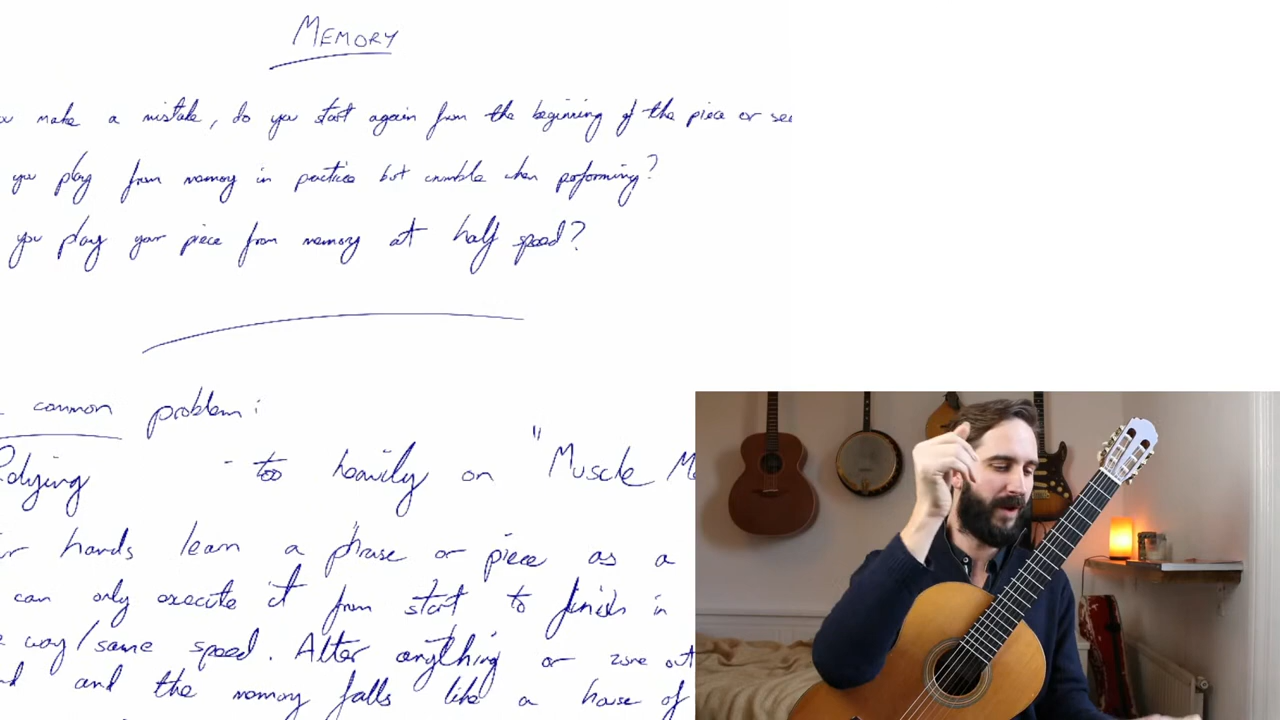 MEMORY
make a mistake, do you start again from the beginning of the piece or
you play from memory in practice but crumble when performing?
you play your piece from memory at half speed?
common problem:
Relying - too heavily on "Muscle
hands learn a phrase or piece as a
can only execute it from start to finish in
way/same speed. Alter anything or zone out
and the memory falls like a house of